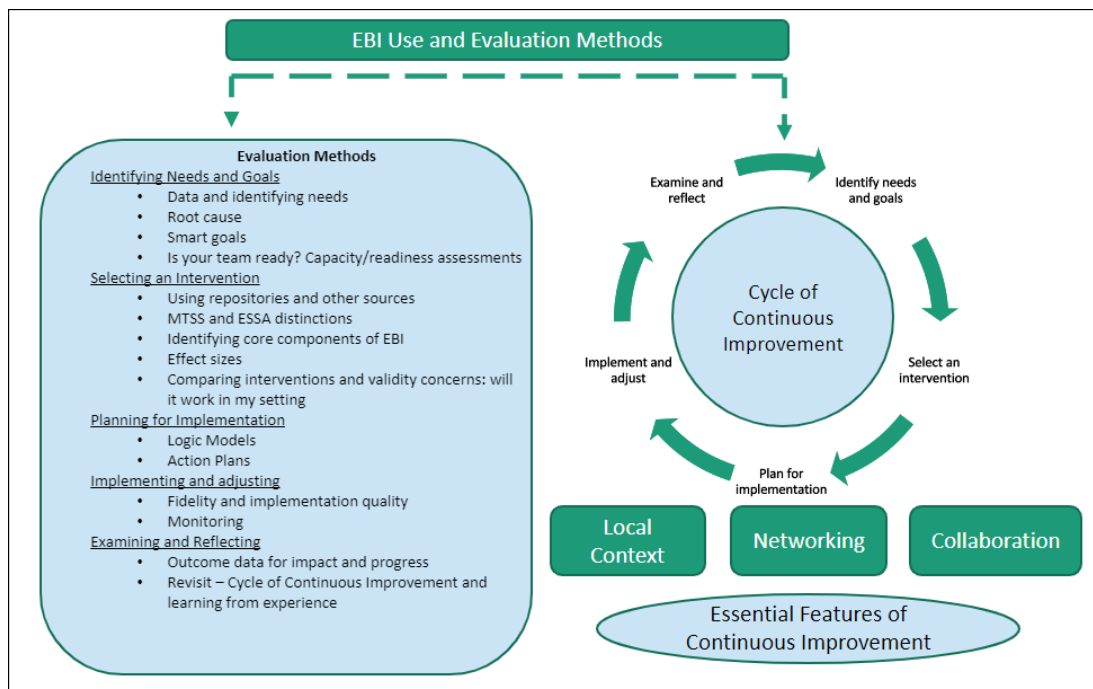 EBI Use and Evaluation Methods
Evaluation Methods
Identifying Needs and Goals
• Data and identifying needs
• Root cause
• Smart goals
• Is your team ready? Capacity/readiness assessments
Selecting an Intervention
• Using repositories and other sources
• MTSS and ESSA distinctions
• Identifying core components of EBI
• Effect sizes
• Comparing interventions and validity concerns: will
it work in my setting
Planning for Implementation
• Logic Models
• Action Plans
Implementing and adjusting
• Fidelity and implementation quality
• Monitoring
Examining and Reflecting
• Outcome data for impact and progress
• Revisit – Cycle of Continuous Improvement and
learning from experience
Cycle of
Continuous
Improvement
Identify needs
and goals
Select an
intervention
Plan for
implementation
Implement and
adjust
Examine and
reflect
Local
Context
Networking
Collaboration
Essential Features of
Continuous Improvement